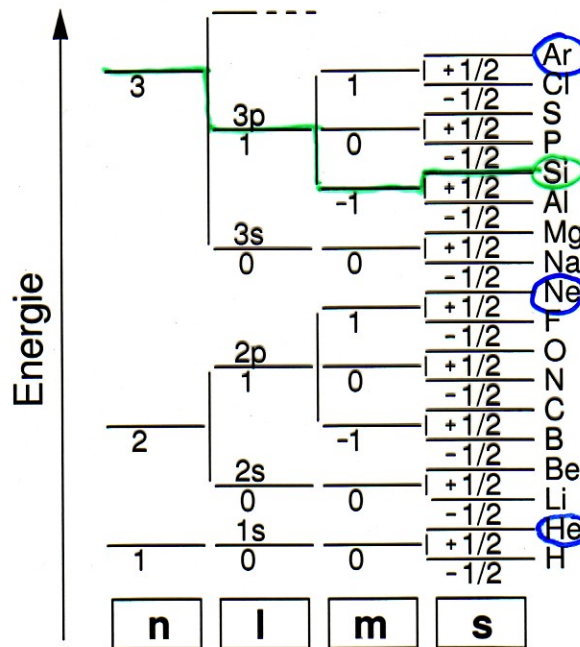 Energie
Ar
+1/2
3 1 Cl
-1/2
3p S
+1/2
1 0 P
-1/2
Si
+1/2
-1 Al
-1/2
3s Mg
+1/2
0 0 Na
-1/2
Ne
+1/2
1 F
-1/2
2p O
+1/2
1 0 N
-1/2
C
+1/2
2 -1 B
-1/2
2s Be
+1/2
0 0 Li
-1/2
1s He
+1/2
1 0 0 H
-1/2
n l m s